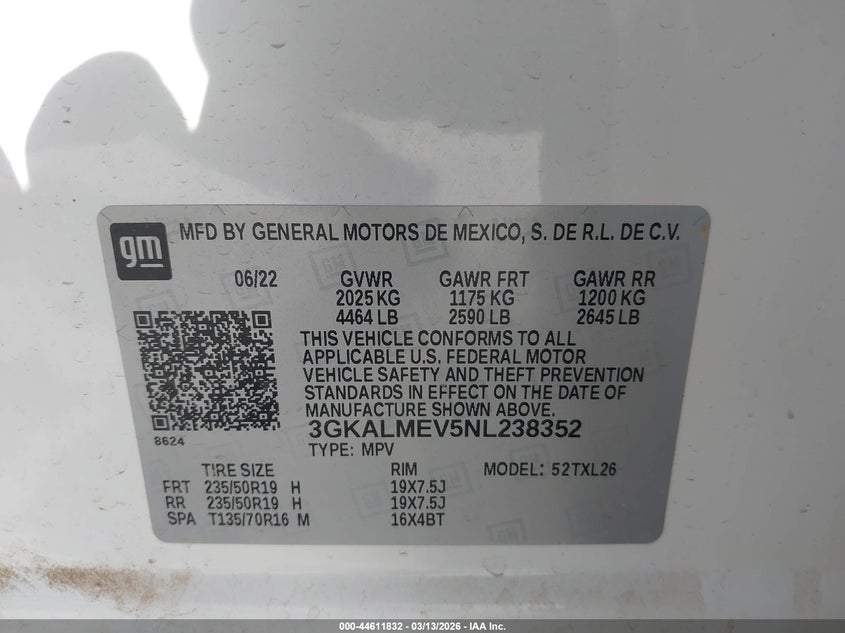 gm MFD BY GENERAL MOTORS DE MEXICO, S. DE R.L. DE C.V.
06/22 GVWR GAWR FRT GAWR RR
2025 KG 1175 KG 1200 KG
4464 LB 2590 LB 2645 LB
THIS VEHICLE CONFORMS TO ALL
APPLICABLE U.S. FEDERAL MOTOR
VEHICLE SAFETY AND THEFT PREVENTION
STANDARDS IN EFFECT ON THE DATE OF
MANUFACTURE SHOWN ABOVE.
8624 3GKALMEV5NL238352
TYPE: MPV
TIRE SIZE RIM MODEL: 52TXL26
FRT 235/50R19 H 19X7.5J
RR 235/50R19 H 19X7.5J
SPA T135/70R16 M 16X4BT
000-44611832 - 03/13/2026 - IAA Inc.